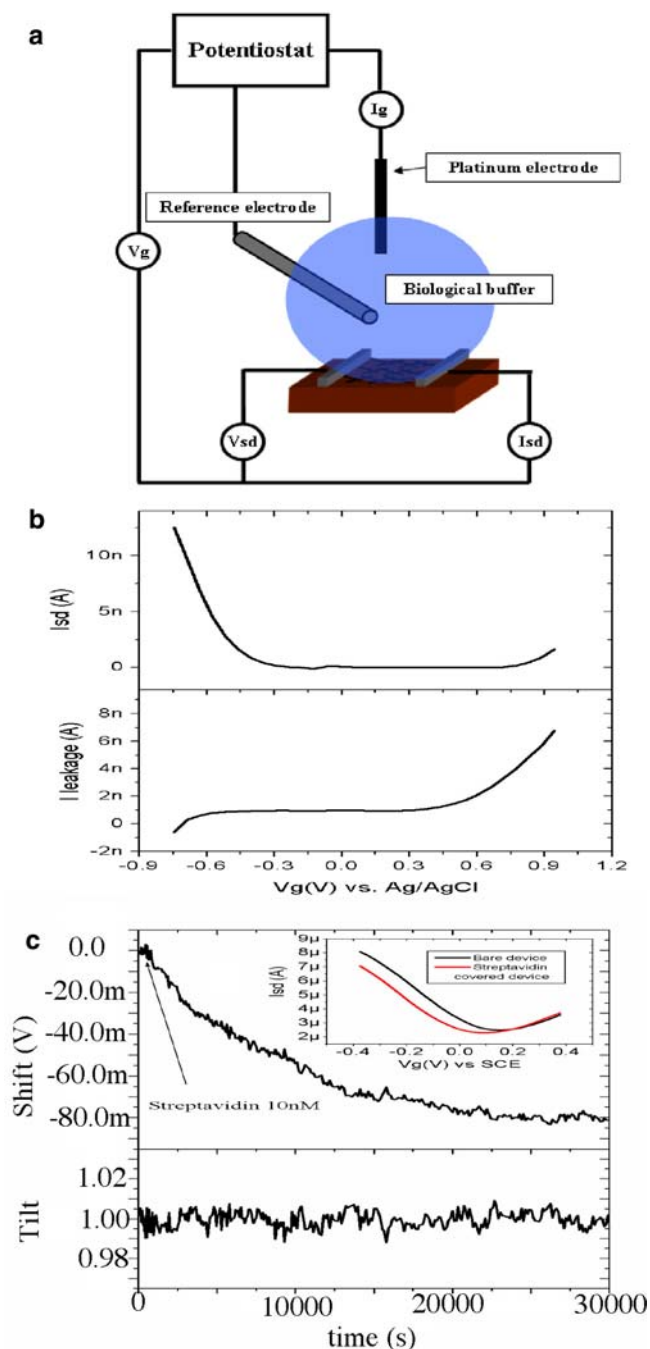 a
Potentiostat
Ig
Platinum electrode
Reference electrode
Vg
Biological buffer
Vsd
Isd
b
Isd (A)
10n
5n
0
I leakage (A)
8n
6n
4n
2n
0
-2n
-0.9 -0.6 -0.3 0.0 0.3 0.6 0.9 1.2
Vg(V) vs. Ag/AgCl
c
Shift (V)
0.0
-20.0m
-40.0m
-60.0m
-80.0m
Streptavidin 10nM
Isd (A)
9μ
8μ
7μ
6μ
5μ
4μ
3μ
2μ
Bare device
Streptavidin
covered device
-0.4 -0.2 0.0 0.2 0.4
Vg(V) vs SCE
Tilt
1.02
1.00
0.98
0 10000 20000 30000
time (s)